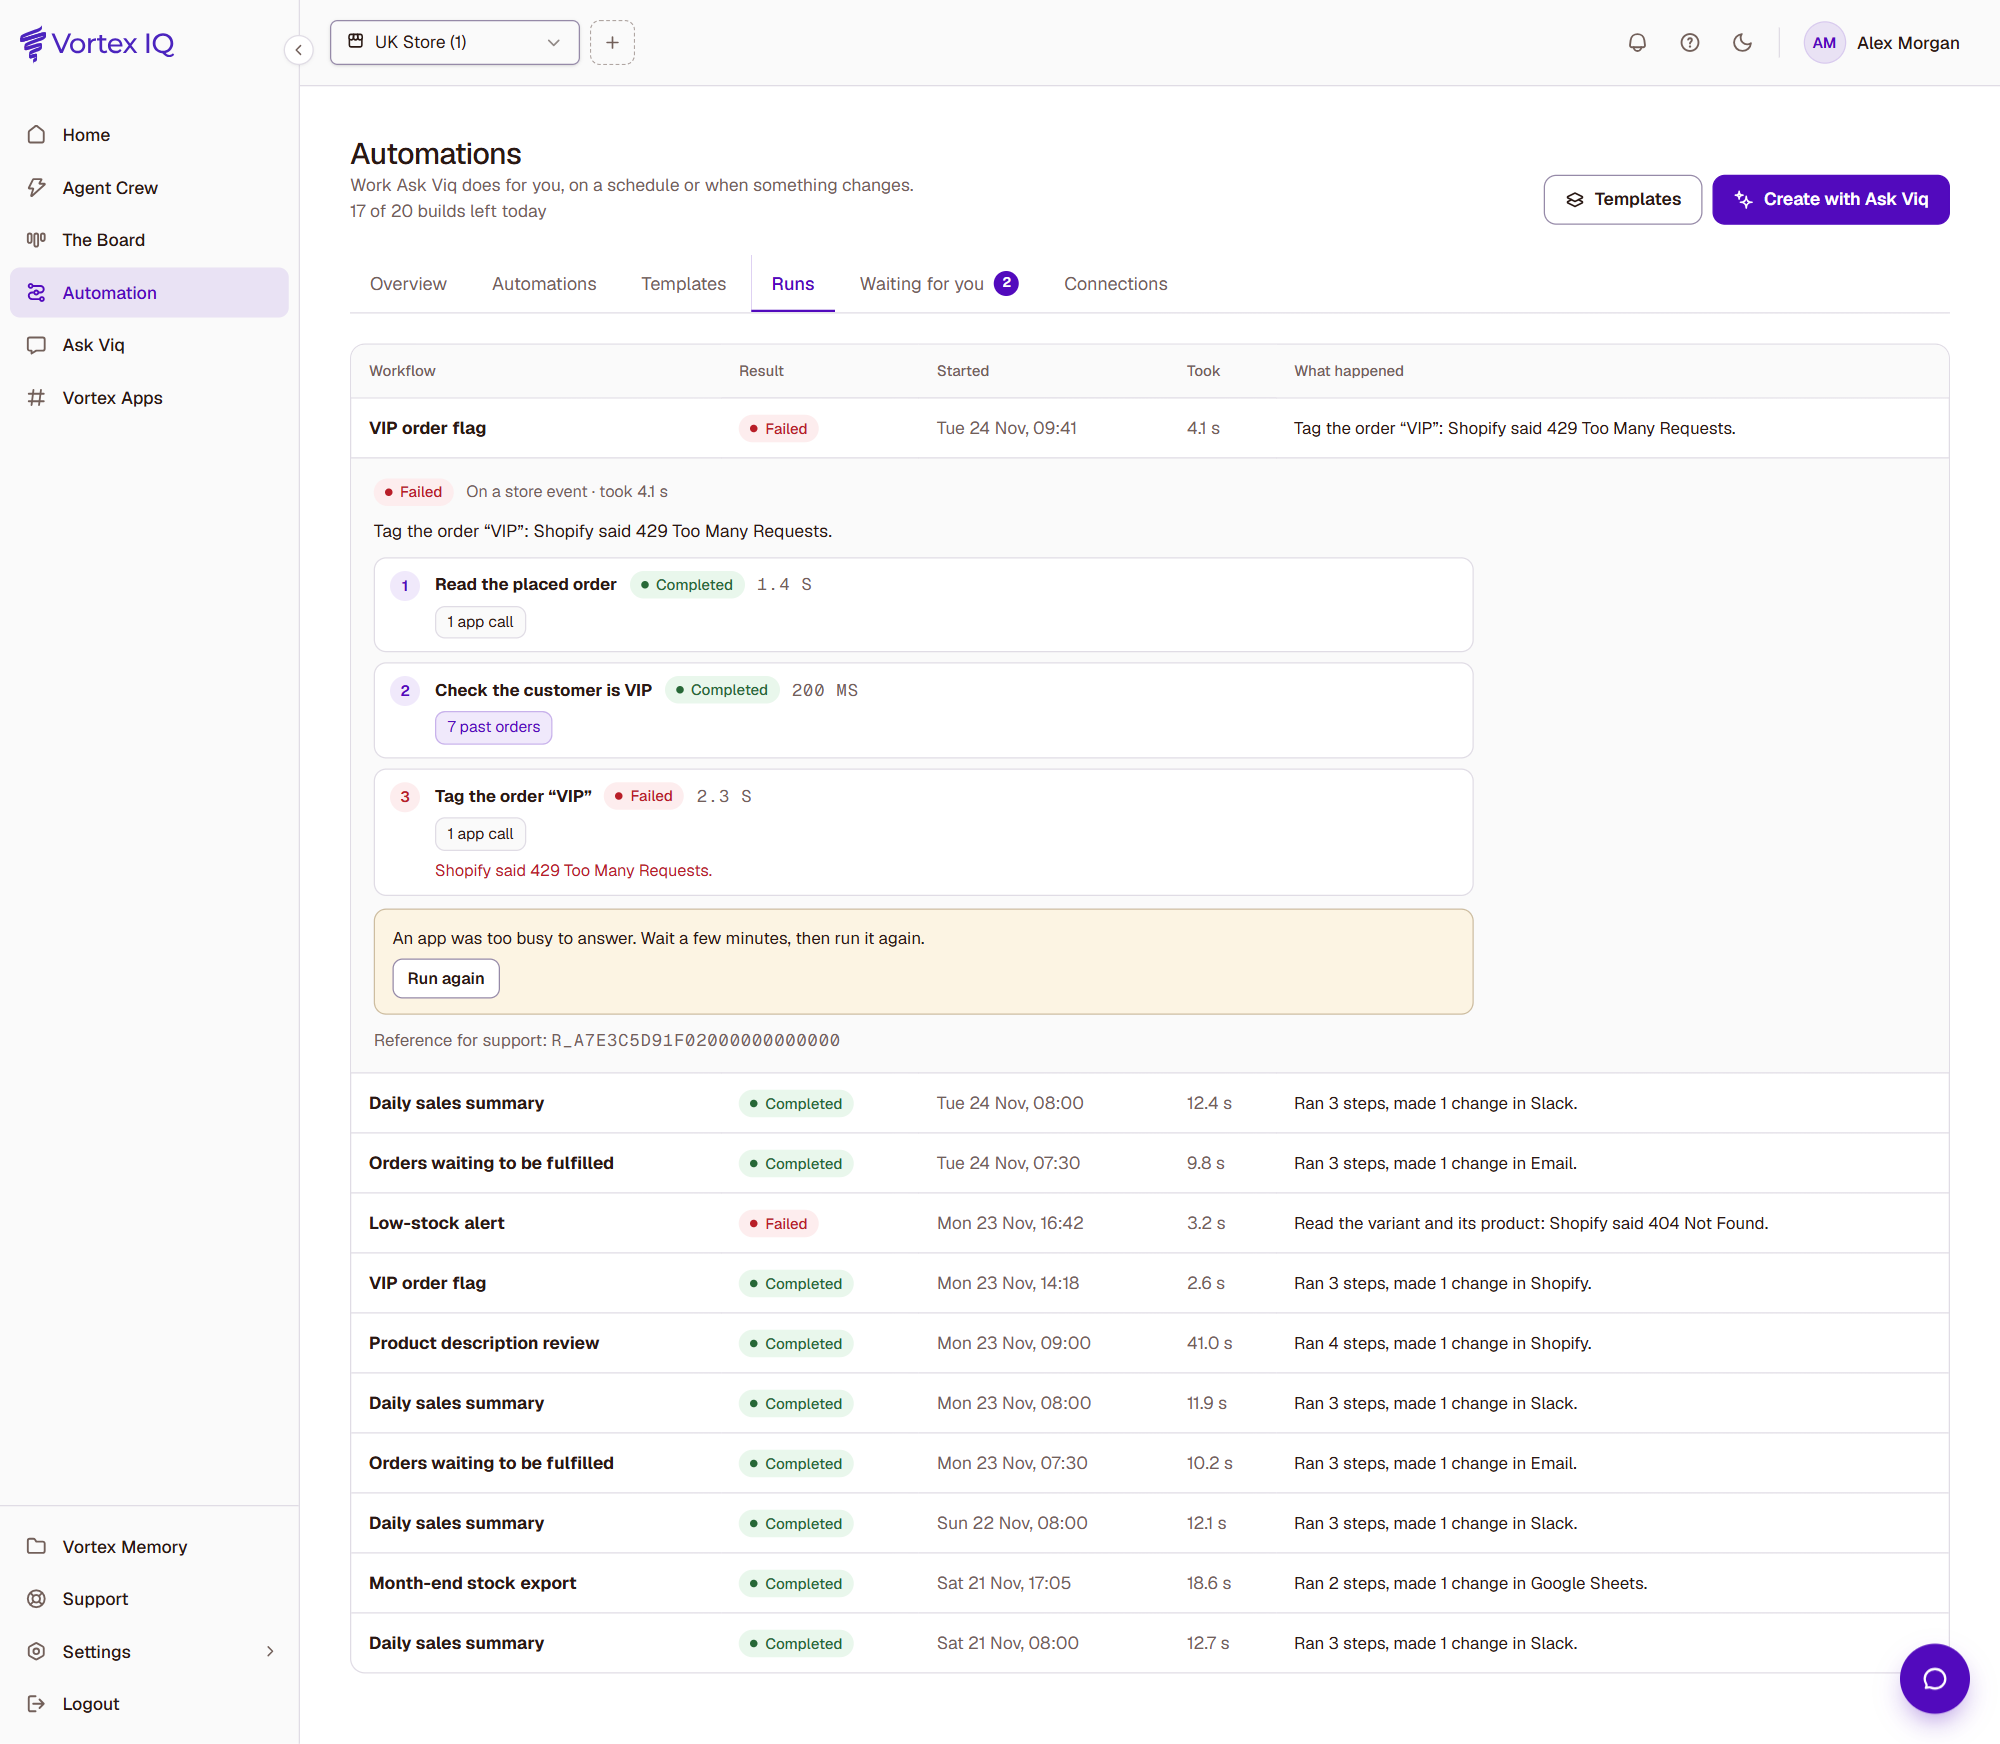 Vortex IQ
UK Store (1)
AM
Alex Morgan
Home
Agent Crew
The Board
Automation
Ask Viq
Vortex Apps
Vortex Memory
Support
Settings
Logout
Automations
Work Ask Viq does for you, on a schedule or when something changes.
17 of 20 builds left today
Templates
Create with Ask Viq
Overview
Automations
Templates
Runs
Waiting for you 2
Connections
Workflow Result Started Took What happened
VIP order flag Failed Tue 24 Nov, 09:41 4.1 s Tag the order “VIP”: Shopify said 429 Too Many Requests.
Failed On a store event · took 4.1 s
Tag the order “VIP”: Shopify said 429 Too Many Requests.
1 Read the placed order Completed 1.4 S
1 app call
2 Check the customer is VIP Completed 200 MS
7 past orders
3 Tag the order “VIP” Failed 2.3 S
1 app call
Shopify said 429 Too Many Requests.
An app was too busy to answer. Wait a few minutes, then run it again.
Run again
Reference for support: R_A7E3C5D91F02000000000000
Daily sales summary Completed Tue 24 Nov, 08:00 12.4 s Ran 3 steps, made 1 change in Slack.
Orders waiting to be fulfilled Completed Tue 24 Nov, 07:30 9.8 s Ran 3 steps, made 1 change in Email.
Low-stock alert Failed Mon 23 Nov, 16:42 3.2 s Read the variant and its product: Shopify said 404 Not Found.
VIP order flag Completed Mon 23 Nov, 14:18 2.6 s Ran 3 steps, made 1 change in Shopify.
Product description review Completed Mon 23 Nov, 09:00 41.0 s Ran 4 steps, made 1 change in Shopify.
Daily sales summary Completed Mon 23 Nov, 08:00 11.9 s Ran 3 steps, made 1 change in Slack.
Orders waiting to be fulfilled Completed Mon 23 Nov, 07:30 10.2 s Ran 3 steps, made 1 change in Email.
Daily sales summary Completed Sun 22 Nov, 08:00 12.1 s Ran 3 steps, made 1 change in Slack.
Month-end stock export Completed Sat 21 Nov, 17:05 18.6 s Ran 2 steps, made 1 change in Google Sheets.
Daily sales summary Completed Sat 21 Nov, 08:00 12.7 s Ran 3 steps, made 1 change in Slack.